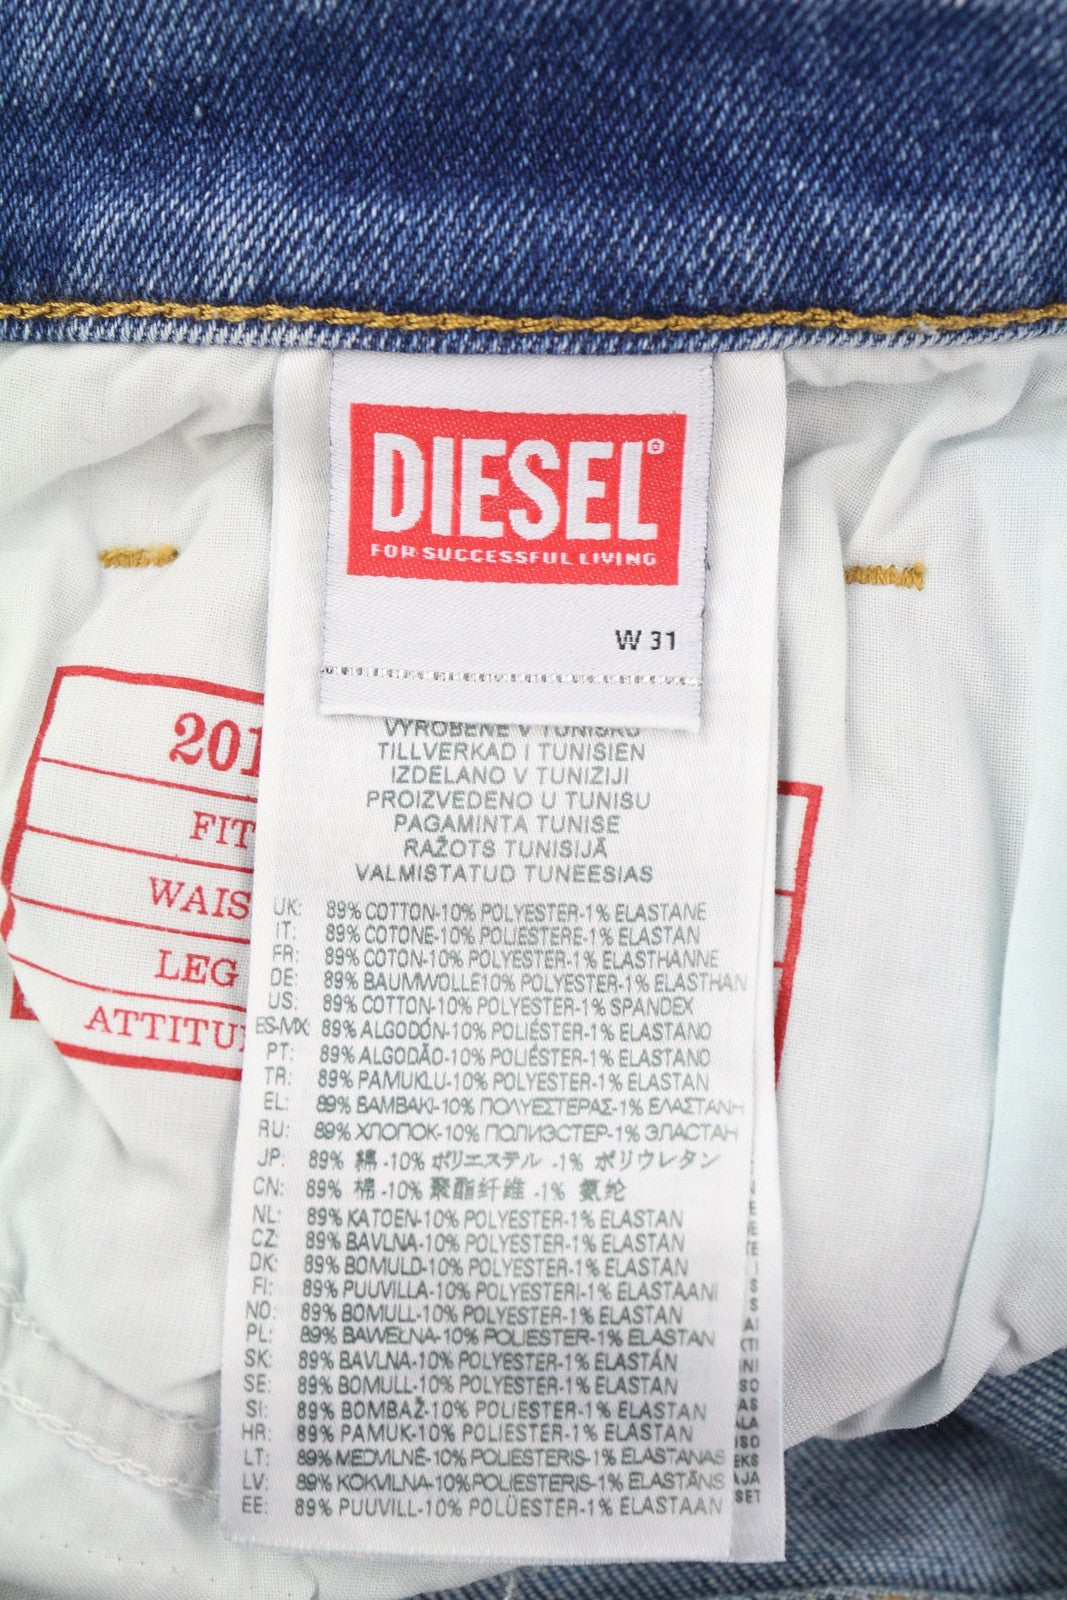 DIESEL®
FOR SUCCESSFUL LIVING
W 31
VYROBENÉ V TUNISKU
TILLVERKAD I TUNISIEN
IZDELANO V TUNIZIJI
PROIZVEDENO U TUNISU
PAGAMINTA TUNISE
RAŽOTS TUNISIJĀ
VALMISTATUD TUNEESIAS
UK: 89% COTTON-10% POLYESTER-1% ELASTANE
IT: 89% COTONE-10% POLIESTERE-1% ELASTAN
FR: 89% COTON-10% POLYESTER-1% ELASTHANNE
DE: 89% BAUMWOLLE10% POLYESTER-1% ELASTHAN
US: 89% COTTON-10% POLYESTER-1% SPANDEX
ES-MX: 89% ALGODÓN-10% POLIÉSTER-1% ELASTANO
PT: 89% ALGODÃO-10% POLIÉSTER-1% ELASTANO
TR: 89% PAMUKLU-10% POLYESTER-1% ELASTAN
EL: 89% ΒΑΜΒΑΚΙ-10% ΠΟΛΥΕΣΤΕΡΑΣ-1% ΕΛΑΣΤΑΝΗ
RU: 89% ХЛОПОК-10% ПОЛИЭСТЕР-1% ЭЛАСТАН
JP: 89% 綿 -10% ポリエステル -1% ポリウレタン
CN: 89% 棉 -10% 聚酯纤维 -1% 氨纶
NL: 89% KATOEN-10% POLYESTER-1% ELASTAN
CZ: 89% BAVLNA-10% POLYESTER-1% ELASTAN
DK: 89% BOMULD-10% POLYESTER-1% ELASTAN
FI: 89% PUUVILLA-10% POLYESTERI-1% ELASTAANI
NO: 89% BOMULL-10% POLYESTER-1% ELASTAN
PL: 89% BAWEŁNA-10% POLIESTER-1% ELASTAN
SK: 89% BAVLNA-10% POLYESTER-1% ELASTÁN
SE: 89% BOMULL-10% POLYESTER-1% ELASTAN
SI: 89% BOMBAŽ-10% POLIESTER-1% ELASTAN
HR: 89% PAMUK-10% POLIESTER-1% ELASTAN
LT: 89% MEDVILNĖ-10% POLIESTERIS-1% ELASTANAS
LV: 89% KOKVILNA-10% POLIESTERIS-1% ELASTĀNS
EE: 89% PUUVILL-10% POLÜESTER-1% ELASTAAN
201
FIT
WAIS
LEG
ATTITU